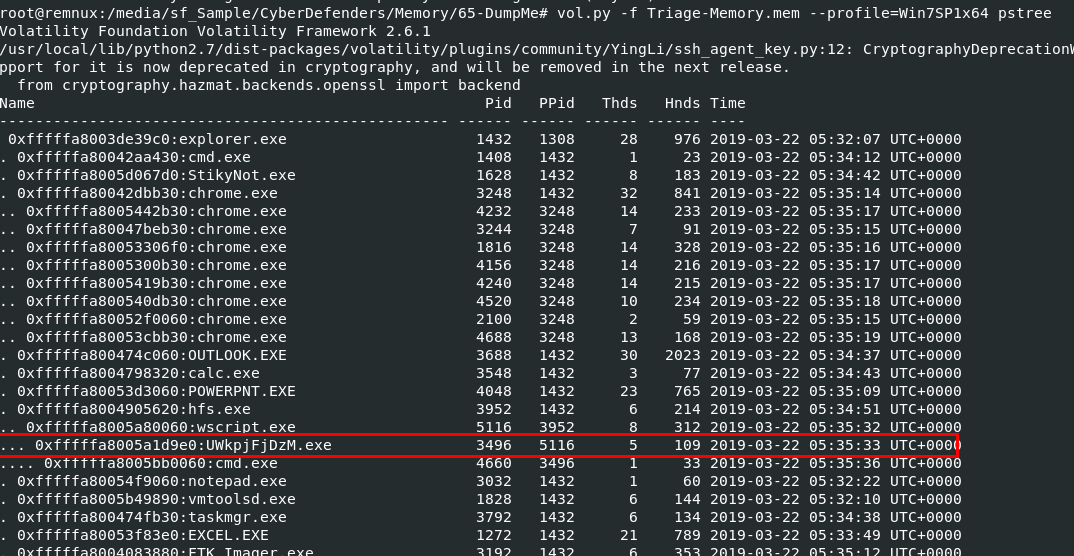 root@remnux:/media/sf_Sample/CyberDefenders/Memory/65-DumpMe# vol.py -f Triage-Memory.mem --profile=Win7SP1x64 pstree
Volatility Foundation Volatility Framework 2.6.1
/usr/local/lib/python2.7/dist-packages/volatility/plugins/community/YingLi/ssh_agent_key.py:12: CryptographyDeprecationW
pport for it is now deprecated in cryptography, and will be removed in the next release.
  from cryptography.hazmat.backends.openssl import backend
Name                                                  Pid   PPid   Thds   Hnds Time
-------------------------------------------------- ------ ------ ------ ------ ----
 0xfffffa8003de39c0:explorer.exe                     1432   1308     28    976 2019-03-22 05:32:07 UTC+0000
. 0xfffffa80042aa430:cmd.exe                         1408   1432      1     23 2019-03-22 05:34:12 UTC+0000
. 0xfffffa8005d067d0:StikyNot.exe                    1628   1432      8    183 2019-03-22 05:34:42 UTC+0000
. 0xfffffa80042dbb30:chrome.exe                      3248   1432     32    841 2019-03-22 05:35:14 UTC+0000
.. 0xfffffa8005442b30:chrome.exe                     4232   3248     14    233 2019-03-22 05:35:17 UTC+0000
.. 0xfffffa80047beb30:chrome.exe                     3244   3248      7     91 2019-03-22 05:35:15 UTC+0000
.. 0xfffffa80053306f0:chrome.exe                     1816   3248     14    328 2019-03-22 05:35:16 UTC+0000
.. 0xfffffa8005300b30:chrome.exe                     4156   3248     14    216 2019-03-22 05:35:17 UTC+0000
.. 0xfffffa8005419b30:chrome.exe                     4240   3248     14    215 2019-03-22 05:35:17 UTC+0000
.. 0xfffffa800540db30:chrome.exe                     4520   3248     10    234 2019-03-22 05:35:18 UTC+0000
.. 0xfffffa80052f0060:chrome.exe                     2100   3248      2     59 2019-03-22 05:35:15 UTC+0000
.. 0xfffffa80053cbb30:chrome.exe                     4688   3248     13    168 2019-03-22 05:35:19 UTC+0000
. 0xfffffa800474c060:OUTLOOK.EXE                     3688   1432     30   2023 2019-03-22 05:34:37 UTC+0000
. 0xfffffa8004798320:calc.exe                        3548   1432      3     77 2019-03-22 05:34:43 UTC+0000
. 0xfffffa80053d3060:POWERPNT.EXE                    4048   1432     23    765 2019-03-22 05:35:09 UTC+0000
. 0xfffffa8004905620:hfs.exe                         3952   1432      6    214 2019-03-22 05:34:51 UTC+0000
.. 0xfffffa8005a80060:wscript.exe                    5116   3952      8    312 2019-03-22 05:35:32 UTC+0000
... 0xfffffa8005a1d9e0:UWkpjFjDzM.exe                3496   5116      5    109 2019-03-22 05:35:33 UTC+0000
.... 0xfffffa8005bb0060:cmd.exe                      4660   3496      1     33 2019-03-22 05:35:36 UTC+0000
. 0xfffffa80054f9060:notepad.exe                     3032   1432      1     60 2019-03-22 05:32:22 UTC+0000
. 0xfffffa8005b49890:vmtoolsd.exe                    1828   1432      6    144 2019-03-22 05:32:10 UTC+0000
. 0xfffffa800474fb30:taskmgr.exe                     3792   1432      6    134 2019-03-22 05:34:38 UTC+0000
. 0xfffffa80053f83e0:EXCEL.EXE                       1272   1432     21    789 2019-03-22 05:33:49 UTC+0000
. 0xfffffa8004083880:FTK Imager.exe                  3192   1432      6    353 2019-03-22 05:35:12 UTC+0000